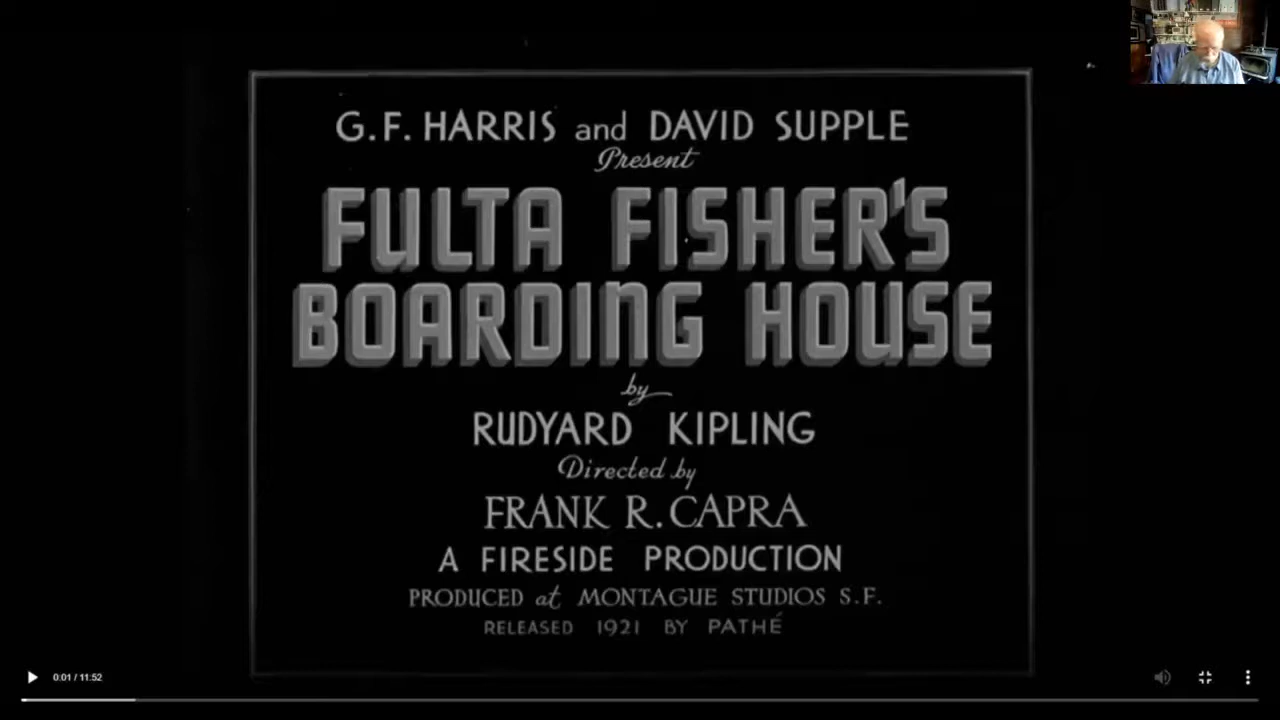 G.F. HARRIS and DAVID SUPPLE
Present
FULTA FISHER'S
BOARDING HOUSE
by
RUDYARD KIPLING
Directed by
FRANK R. CAPRA
A FIRESIDE PRODUCTION
PRODUCED at MONTAGUE STUDIOS S.F.
RELEASED 1921 BY PATHÉ
0:01 / 11:52